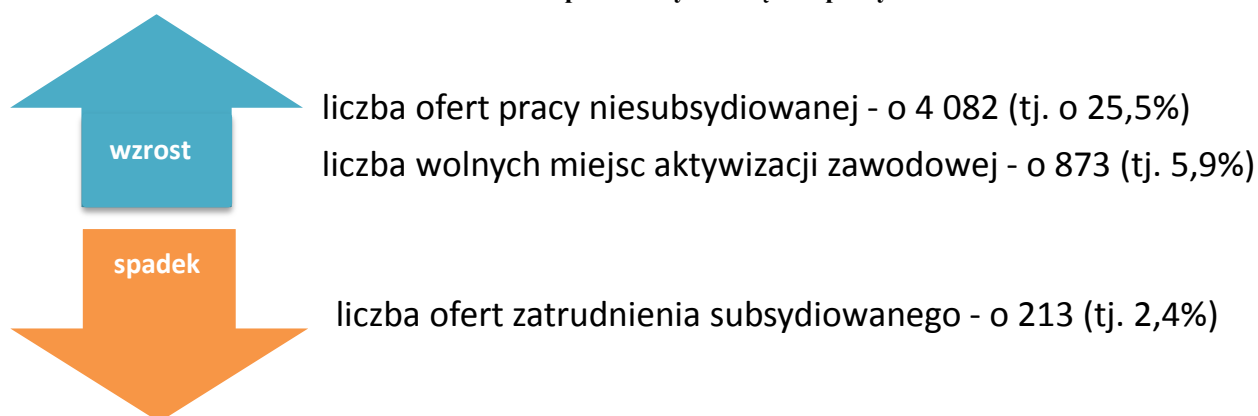 liczba ofert pracy niesubsydiowanej - o 4 082 (tj. o 25,5%)
wzrost
liczba wolnych miejsc aktywizacji zawodowej - o 873 (tj. 5,9%)
spadek
liczba ofert zatrudnienia subsydiowanego - o 213 (tj. 2,4%)